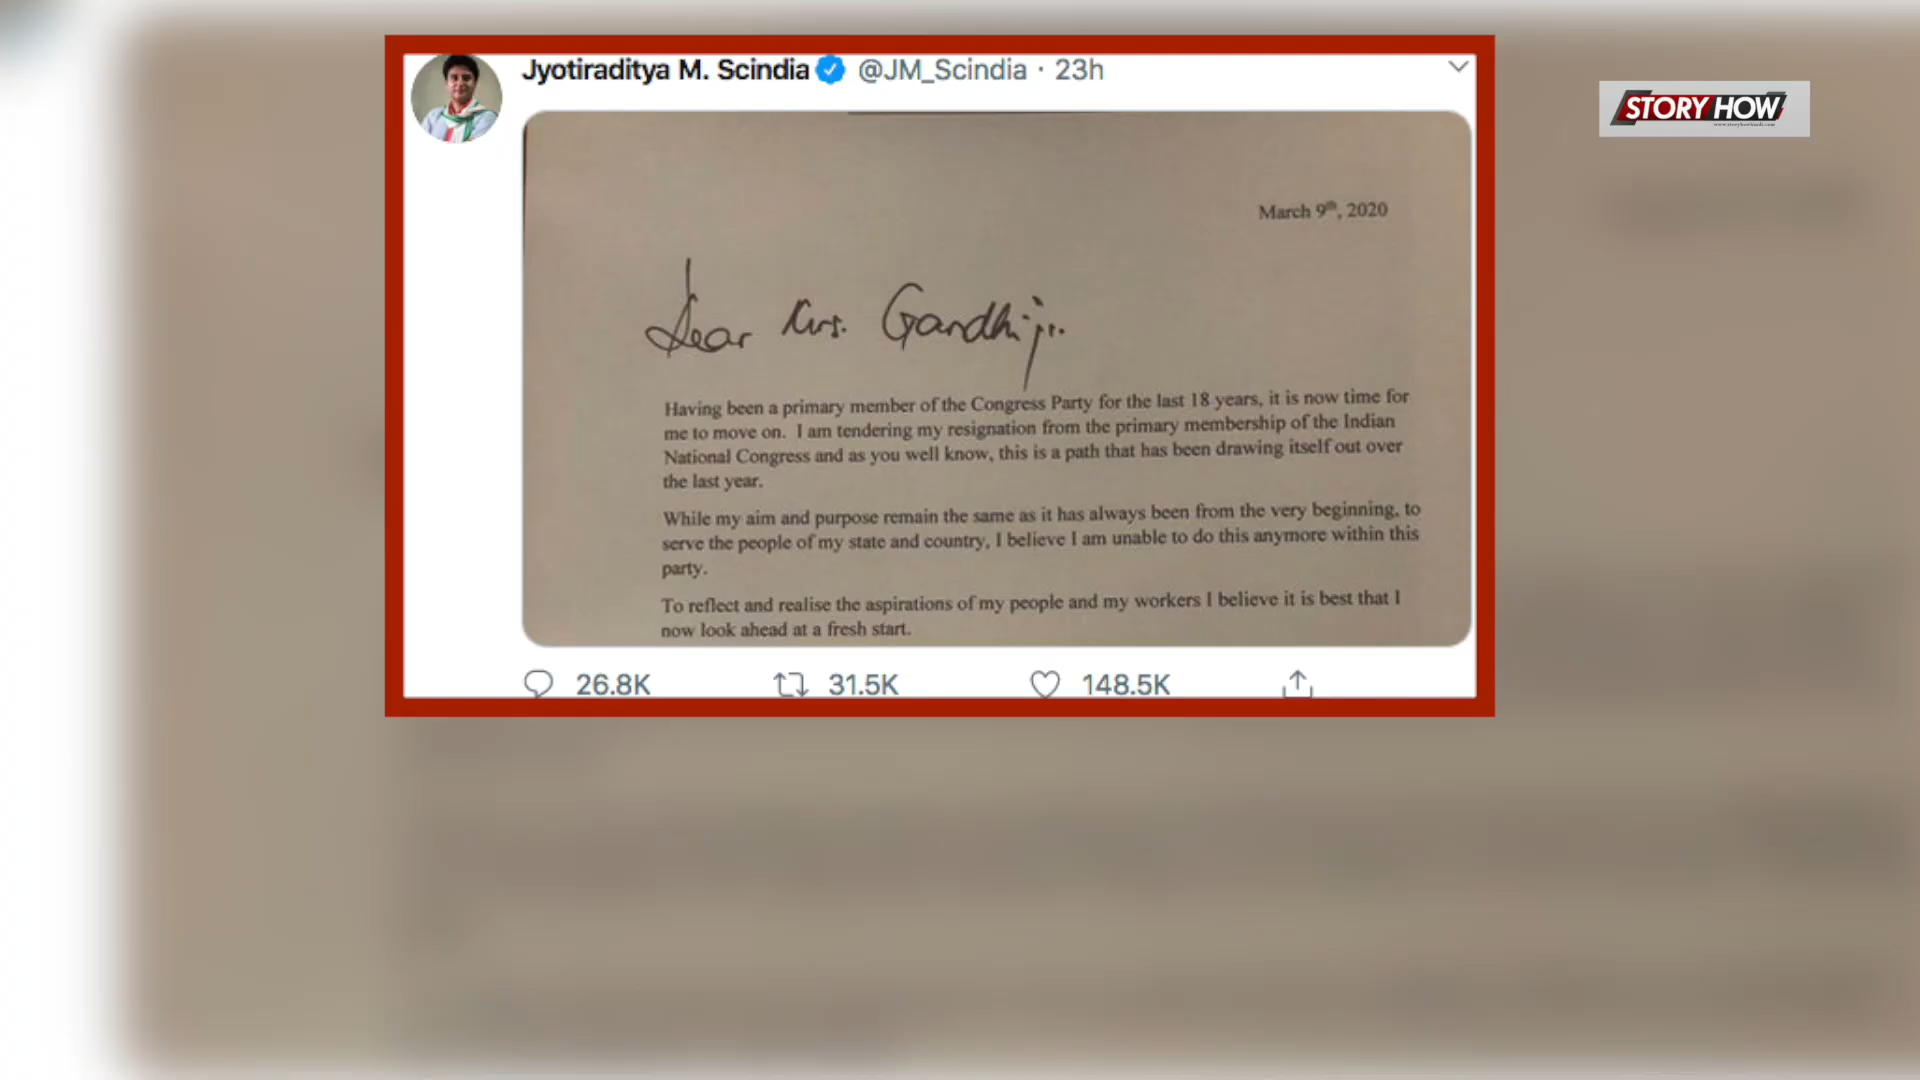 Jyotiraditya M. Scindia @JM_Scindia · 23h
STORY HOW
March 9th, 2020
Dear Mrs. Gandhi ji..
Having been a primary member of the Congress Party for the last 18 years, it is now time for
me to move on. I am tendering my resignation from the primary membership of the Indian
National Congress and as you well know, this is a path that has been drawing itself out over
the last year.
While my aim and purpose remain the same as it has always been from the very beginning, to
serve the people of my state and country, I believe I am unable to do this anymore within this
party.
To reflect and realise the aspirations of my people and my workers I believe it is best that I
now look ahead at a fresh start.
26.8K 31.5K 148.5K